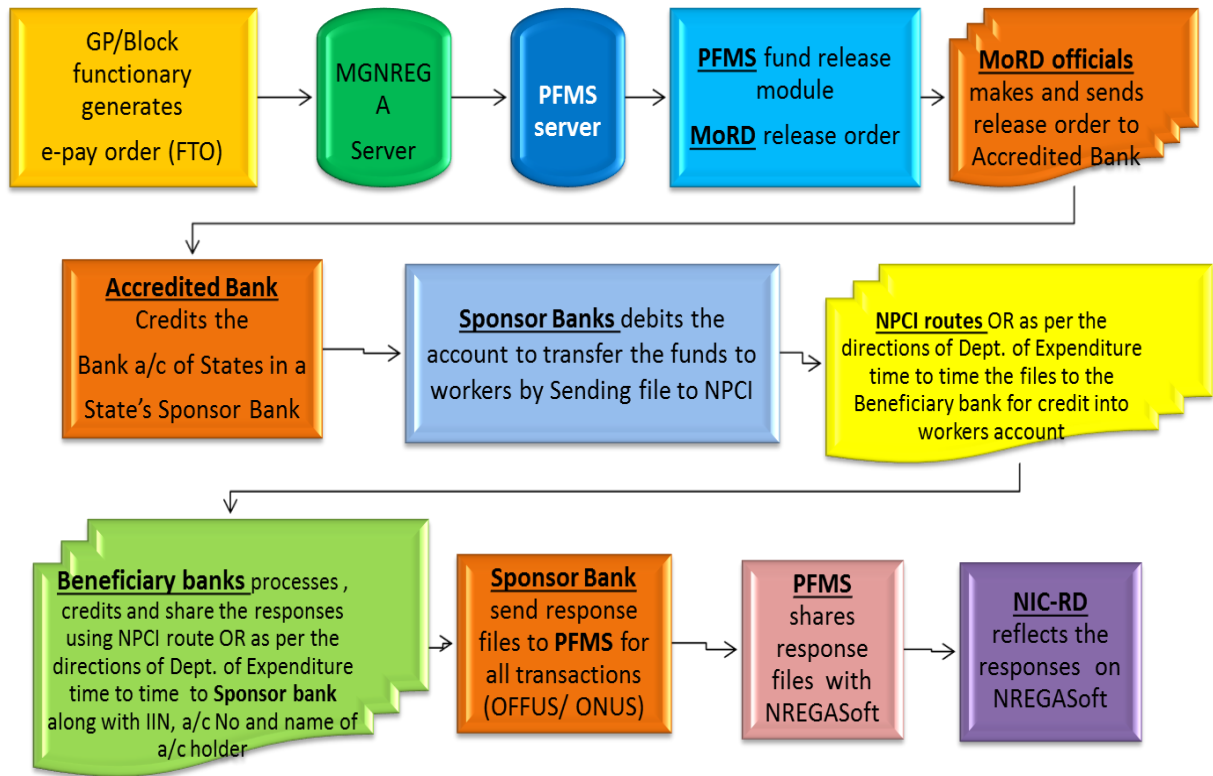 GP/Block
functionary
generates
e-pay order (FTO)
MGNREG
A
Server
PFMS
server
PFMS fund release
module
MoRD release order
MoRD officials
makes and sends
release order to
Accredited Bank
Accredited Bank
Credits the
Bank a/c of States in a
State’s Sponsor Bank
Sponsor Banks debits the
account to transfer the funds to
workers by Sending file to NPCI
NPCI routes OR as per the
directions of Dept. of Expenditure
time to time the files to the
Beneficiary bank for credit into
workers account
Beneficiary banks processes ,
credits and share the responses
using NPCI route OR as per the
directions of Dept. of Expenditure
time to time to Sponsor bank
along with IIN, a/c No and name of
a/c holder
Sponsor Bank
send response
files to PFMS for
all transactions
(OFFUS/ ONUS)
PFMS
shares
response
files with
NREGASoft
NIC-RD
reflects the
responses on
NREGASoft